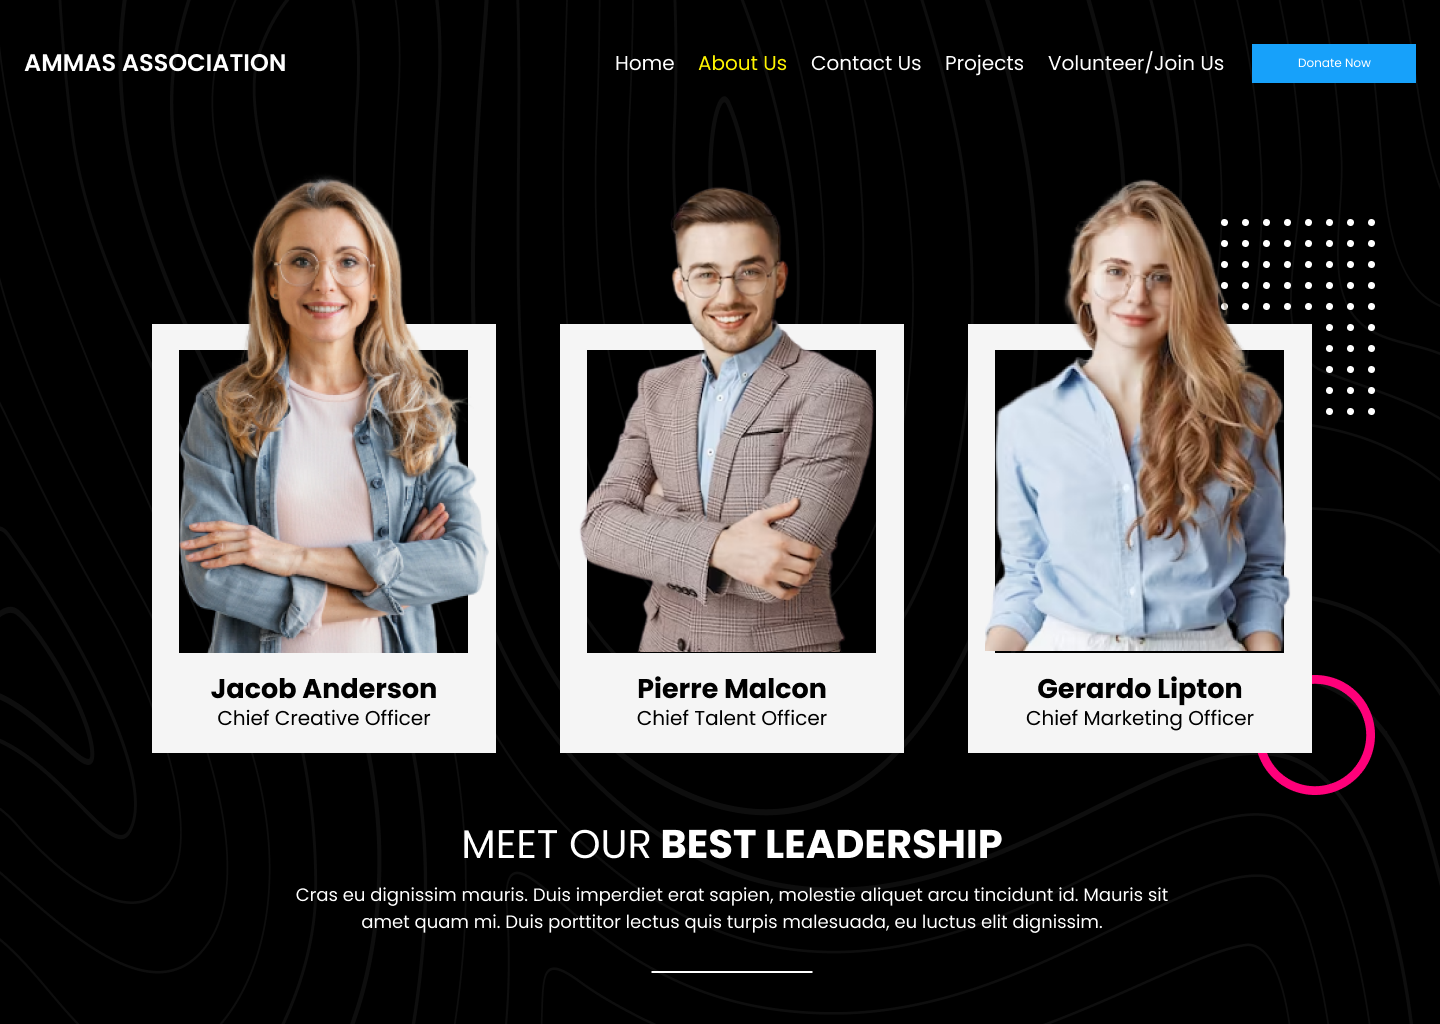 AMMAS ASSOCIATION
Home About Us Contact Us Projects Volunteer/Join Us Donate Now
Jacob Anderson
Chief Creative Officer
Pierre Malcon
Chief Talent Officer
Gerardo Lipton
Chief Marketing Officer
MEET OUR BEST LEADERSHIP
Cras eu dignissim mauris. Duis imperdiet erat sapien, molestie aliquet arcu tincidunt id. Mauris sit
amet quam mi. Duis porttitor lectus quis turpis malesuada, eu luctus elit dignissim.